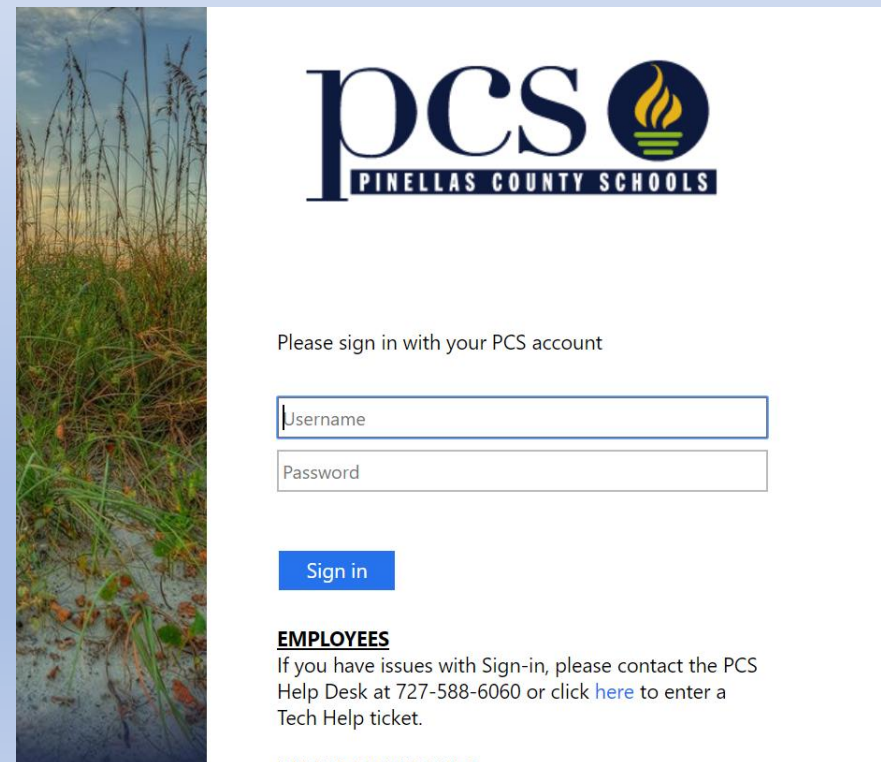 pcs
PINELLAS COUNTY SCHOOLS
Please sign in with your PCS account
Username
Password
Sign in
EMPLOYEES
If you have issues with Sign-in, please contact the PCS
Help Desk at 727-588-6060 or click here to enter a
Tech Help ticket.